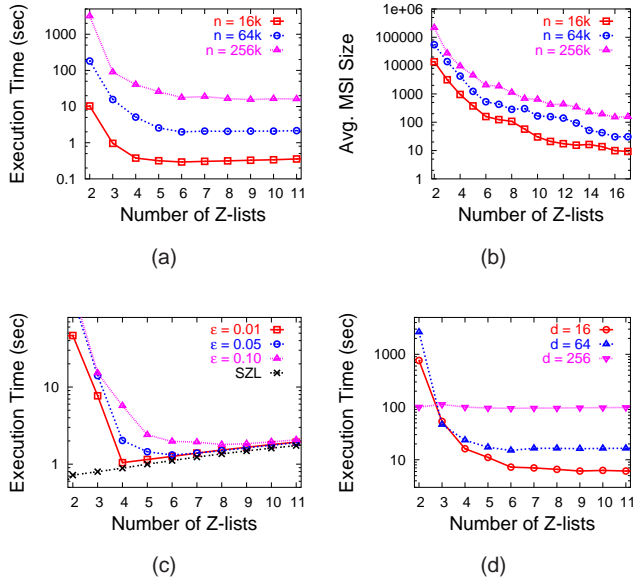 Execution Time (sec)
1000
100
10
1
0.1
n = 16k
n = 64k
n = 256k
2 3 4 5 6 7 8 9 10 11
Number of Z-lists
(a)
Avg. MSI Size
1e+06
100000
10000
1000
100
10
1
n = 16k
n = 64k
n = 256k
2 4 6 8 10 12 14 16
Number of Z-lists
(b)
Execution Time (sec)
10
1
ε = 0.01
ε = 0.05
ε = 0.10
SZL
2 3 4 5 6 7 8 9 10 11
Number of Z-lists
(c)
Execution Time (sec)
1000
100
10
d = 16
d = 64
d = 256
2 3 4 5 6 7 8 9 10 11
Number of Z-lists
(d)